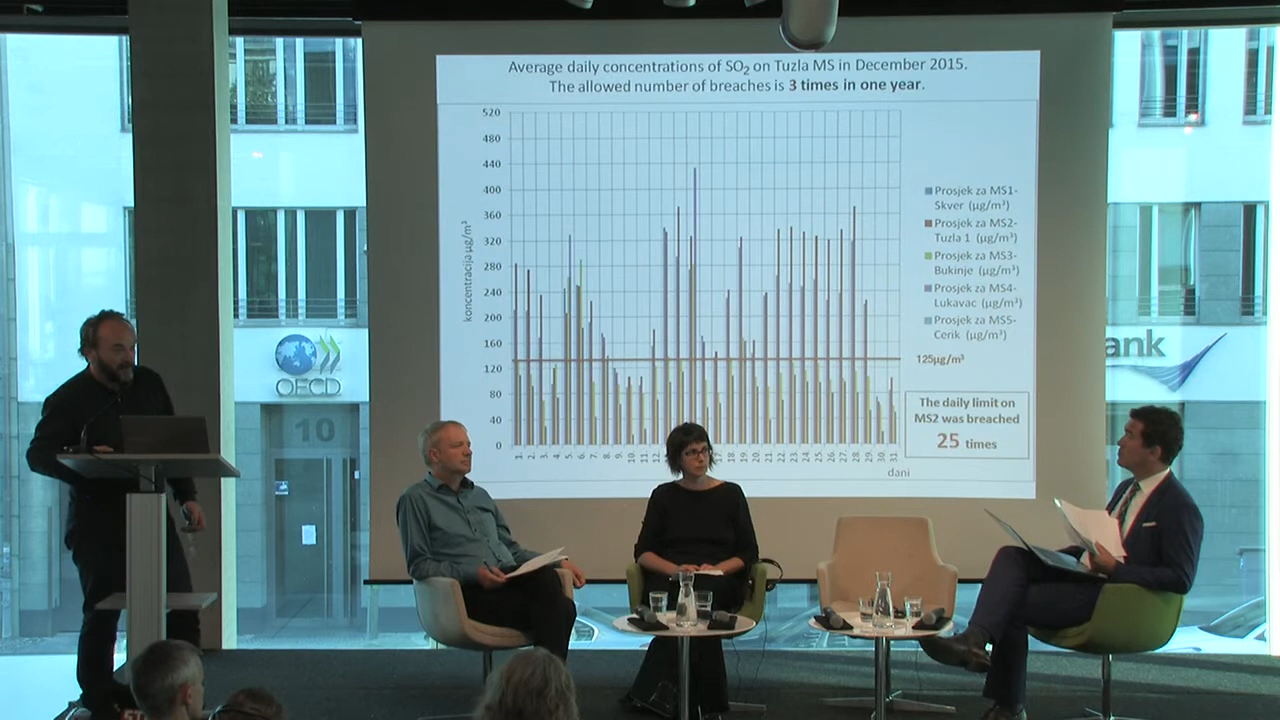 Average daily concentrations of SO₂ on Tuzla MS in December 2015.
The allowed number of breaches is 3 times in one year.
520
480
440
400
360
320
280
240
200
160
120
80
40
0
koncentracija µg/m³
1.
2.
3.
4.
5.
6.
7.
8.
9.
10.
11.
12.
17.
18.
19.
20.
21.
22.
23.
24.
25.
26.
27.
28.
29.
30.
31.
dani
Prosjek za MS1-
Skver (µg/m³)
Prosjek za MS2-
Tuzla 1 (µg/m³)
Prosjek za MS3-
Bukinje (µg/m³)
Prosjek za MS4-
Lukavac (µg/m³)
Prosjek za MS5-
Cerik (µg/m³)
125µg/m³
The daily limit on
MS2 was breached
25 times
OECD
10
ank